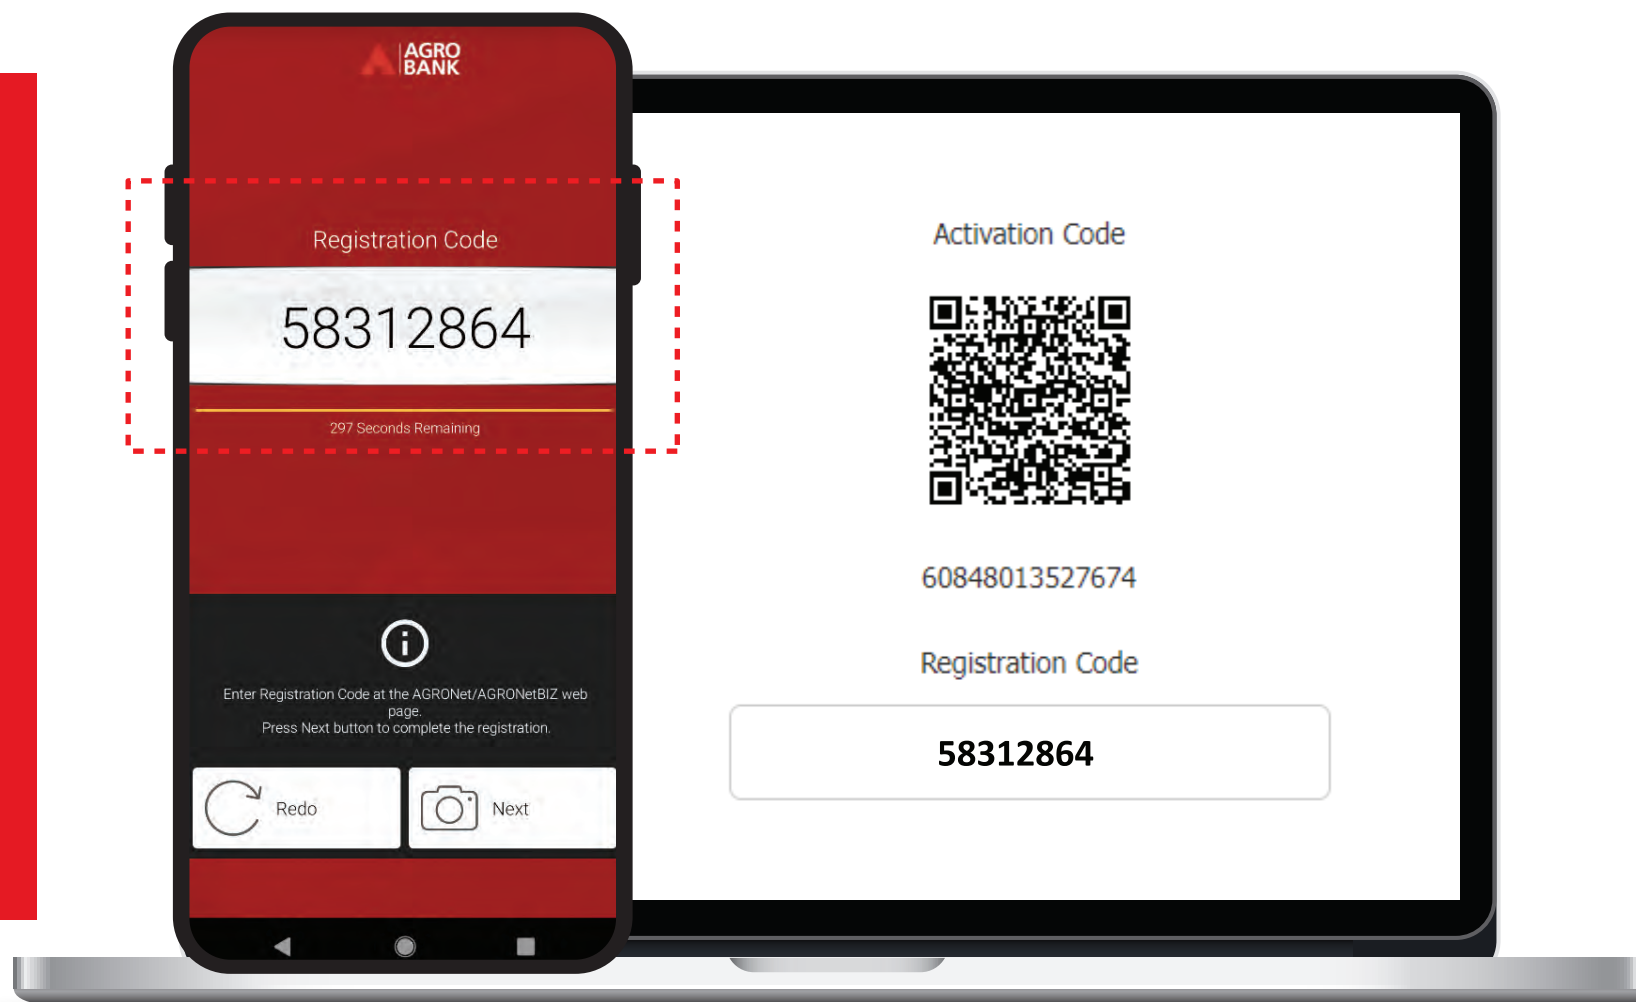 AGRO
BANK
Registration Code
58312864
297 Seconds Remaining
Enter Registration Code at the AGRONet/AGRONetBIZ web
page.
Press Next button to complete the registration.
Redo
Next
Activation Code
60848013527674
Registration Code
58312864